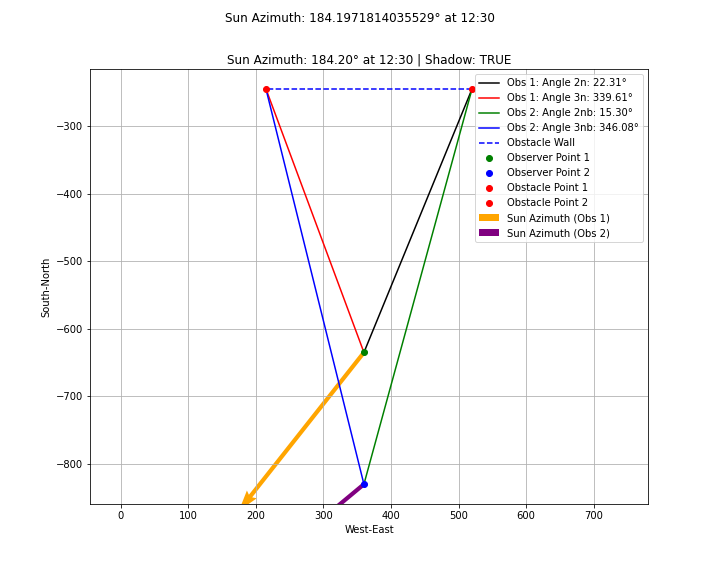 Sun Azimuth: 184.1971814035529° at 12:30
Sun Azimuth: 184.20° at 12:30 | Shadow: TRUE
Obs 1: Angle 2n: 22.31°
Obs 1: Angle 3n: 339.61°
Obs 2: Angle 2nb: 15.30°
Obs 2: Angle 3nb: 346.08°
Obstacle Wall
Observer Point 1
Observer Point 2
Obstacle Point 1
Obstacle Point 2
Sun Azimuth (Obs 1)
Sun Azimuth (Obs 2)
South-North
−300
−400
−500
−600
−700
−800
0 100 200 300 400 500 600 700
West-East